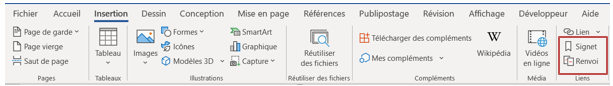 Fichier Accueil Insertion Dessin Conception Mise en page Références Publipostage Révision Affichage Développeur Aide
Page de garde
Page vierge
Saut de page
Pages
Tableau
Tableaux
Images
Formes
Icônes
Modèles 3D
SmartArt
Graphique
Capture
Illustrations
Réutiliser
des fichiers
Réutiliser des fichiers
Télécharger des compléments
Mes compléments
W
Wikipédia
Compléments
Vidéos
en ligne
Média
Lien
Signet
Renvoi
Liens